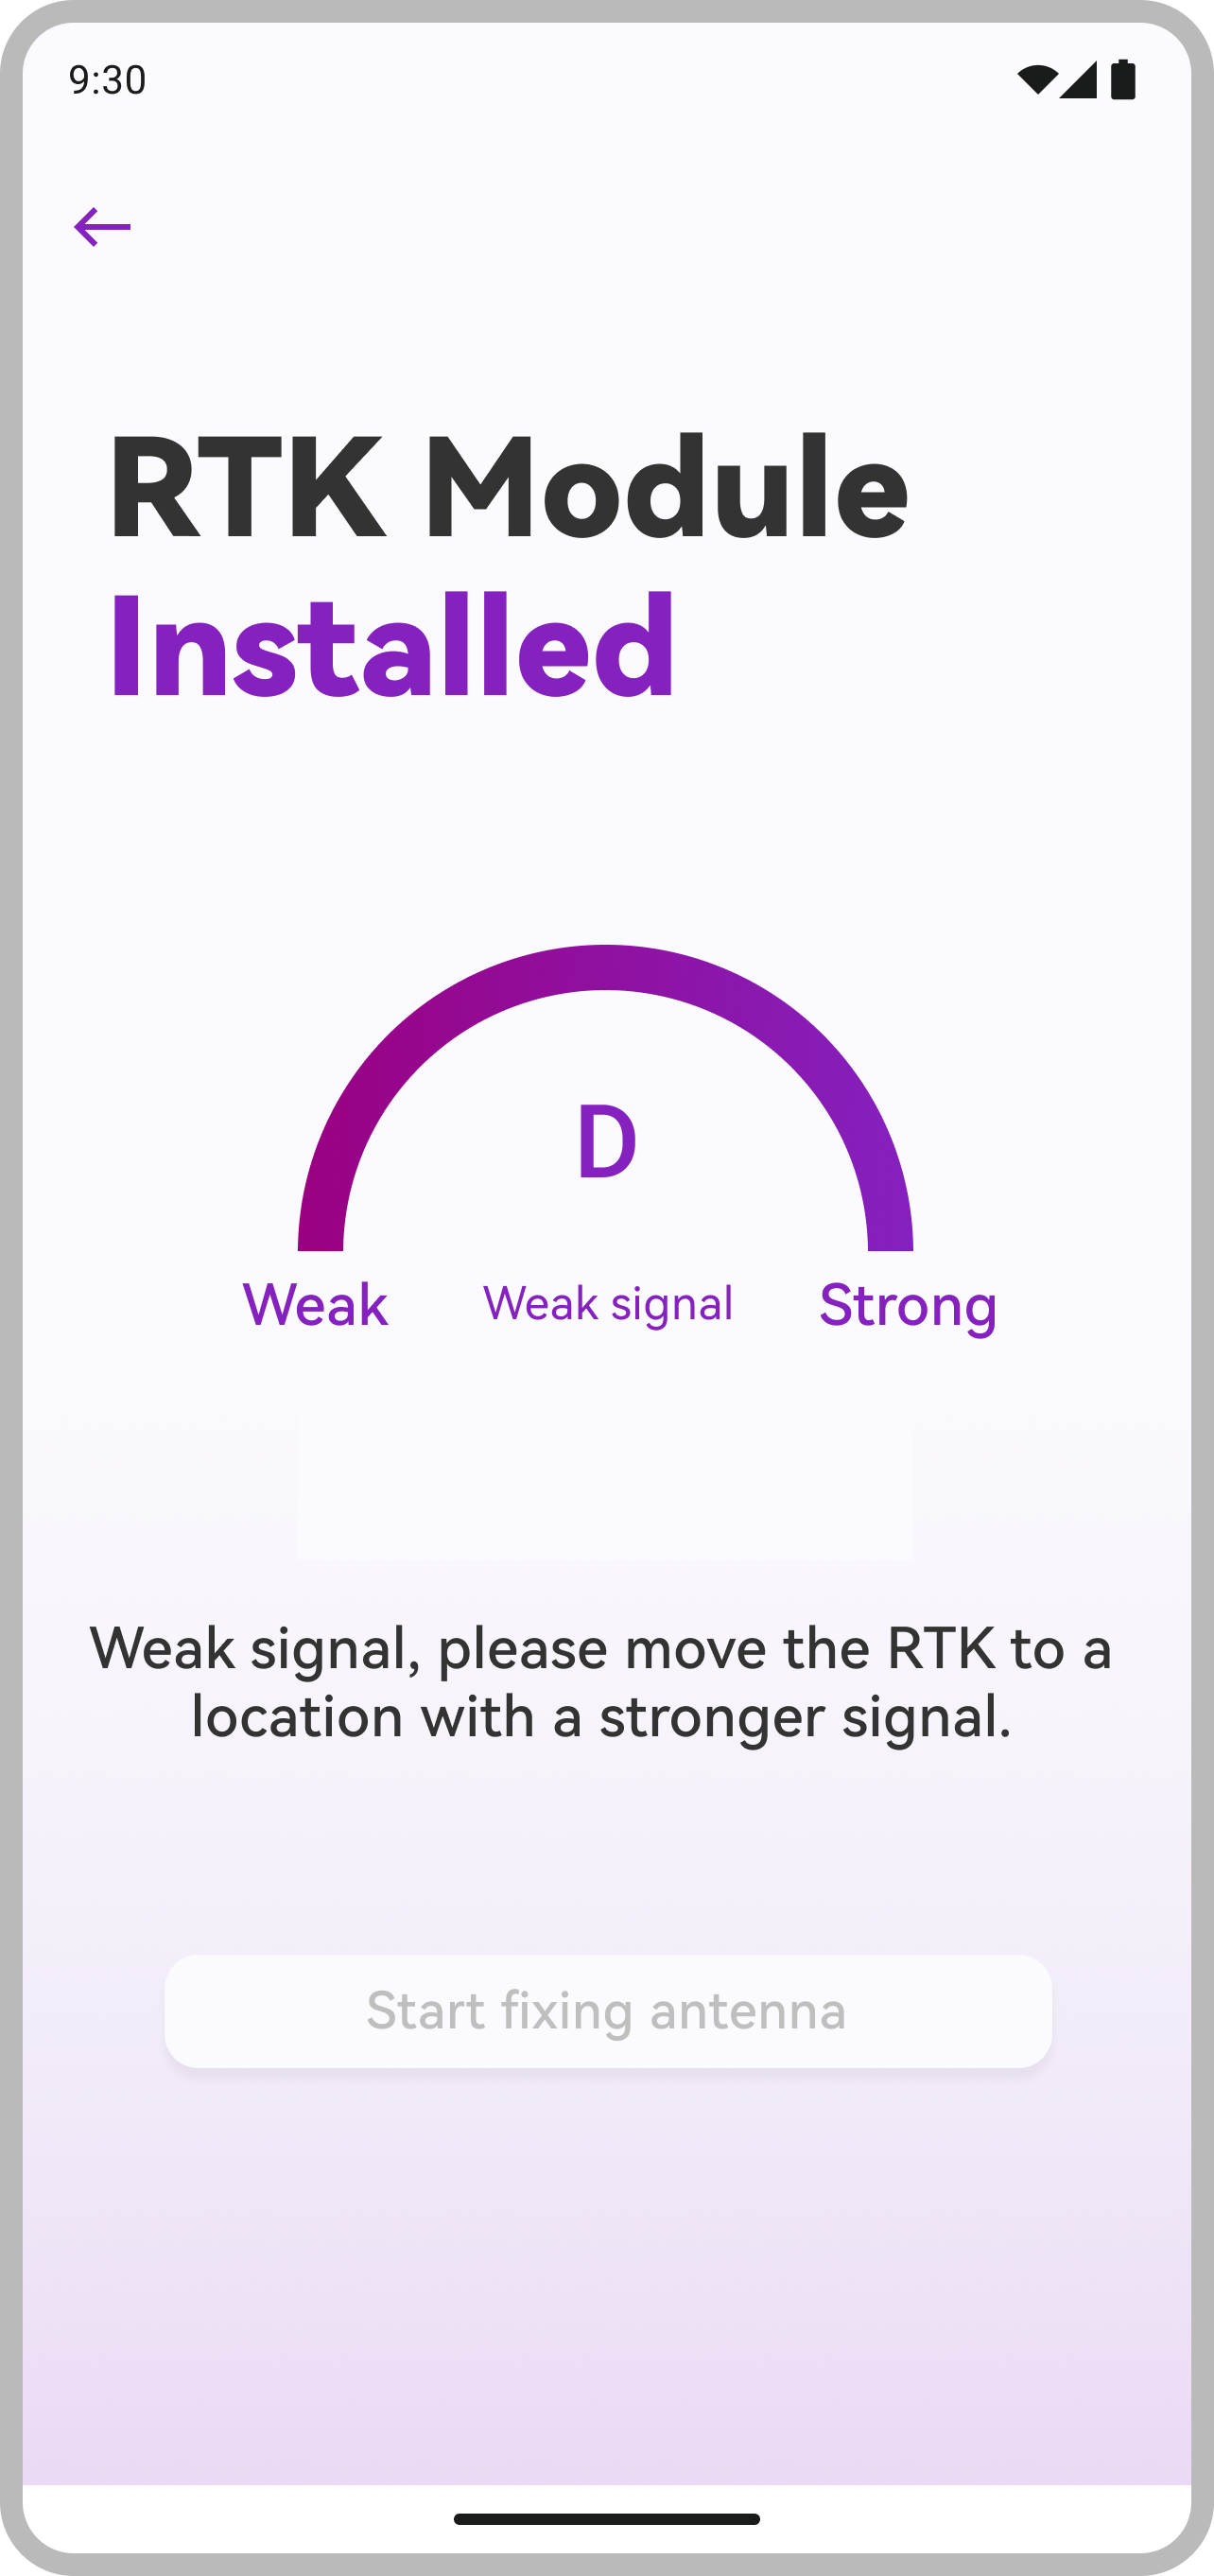 9:30
RTK Module
Installed
D
Weak Weak signal Strong
Weak signal, please move the RTK to a
location with a stronger signal.
Start fixing antenna